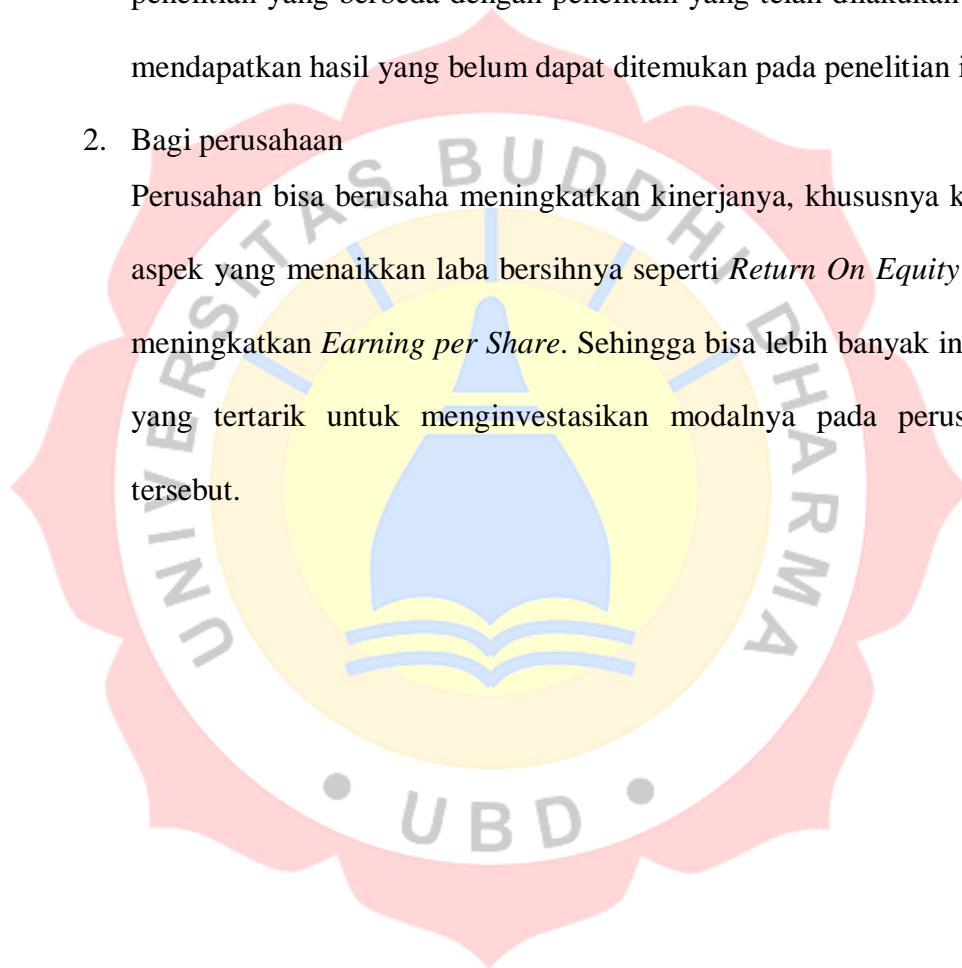 mendapatkan hasil yang belum dapat ditemukan pada penelitian
2. Bagi perusahaan
Perusahan bisa berusaha meningkatkan kinerjanya, khususnya
aspek yang menaikkan laba bersihnya seperti Return On Equity
meningkatkan Earning per Share. Sehingga bisa lebih banyak
yang tertarik untuk menginvestasikan modalnya pada
tersebut.
UNIVERSITAS BUDDHI DHARMA
• UBD •